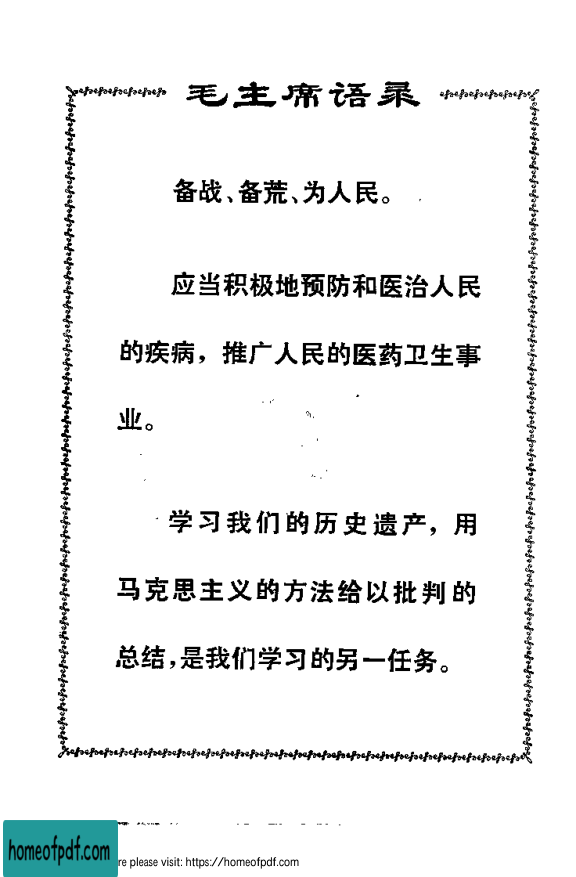 毛主席语录
备战、备荒、为人民。
应当积极地预防和医治人民
的疾病，推广人民的医药卫生事
业。
学习我们的历史遗产，用
马克思主义的方法给以批判的
总结，是我们学习的另一任务。
homeofpdf.com
re please visit: https://homeofpdf.com